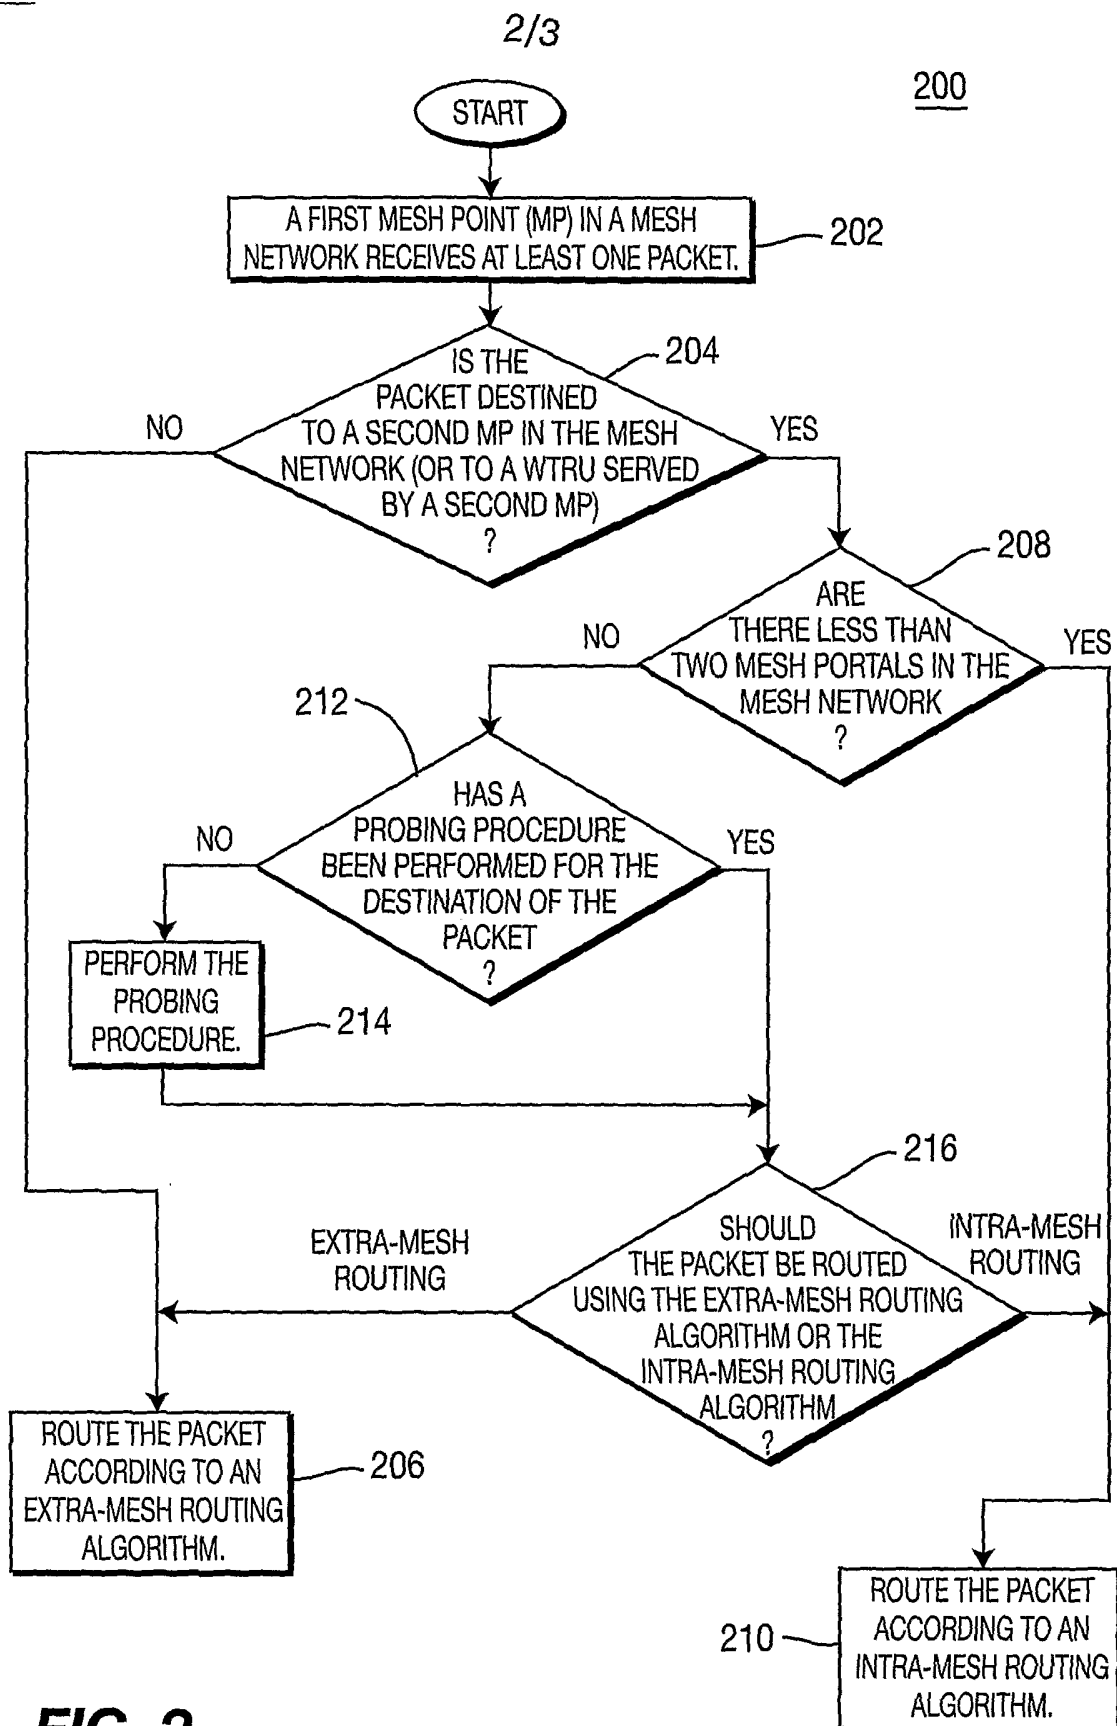 2/3
200
START
A FIRST MESH POINT (MP) IN A MESH
NETWORK RECEIVES AT LEAST ONE PACKET.
202
IS THE
PACKET DESTINED
TO A SECOND MP IN THE MESH
NETWORK (OR TO A WTRU SERVED
BY A SECOND MP)
?
204
NO
YES
ARE
THERE LESS THAN
TWO MESH PORTALS IN THE
MESH NETWORK
?
208
NO
YES
212
HAS A
PROBING PROCEDURE
BEEN PERFORMED FOR THE
DESTINATION OF THE
PACKET
?
NO
YES
PERFORM THE
PROBING
PROCEDURE.
214
216
SHOULD
THE PACKET BE ROUTED
USING THE EXTRA-MESH ROUTING
ALGORITHM OR THE
INTRA-MESH ROUTING
ALGORITHM
?
EXTRA-MESH
ROUTING
INTRA-MESH
ROUTING
ROUTE THE PACKET
ACCORDING TO AN
EXTRA-MESH ROUTING
ALGORITHM.
206
210
ROUTE THE PACKET
ACCORDING TO AN
INTRA-MESH ROUTING
ALGORITHM.
FIG. 2